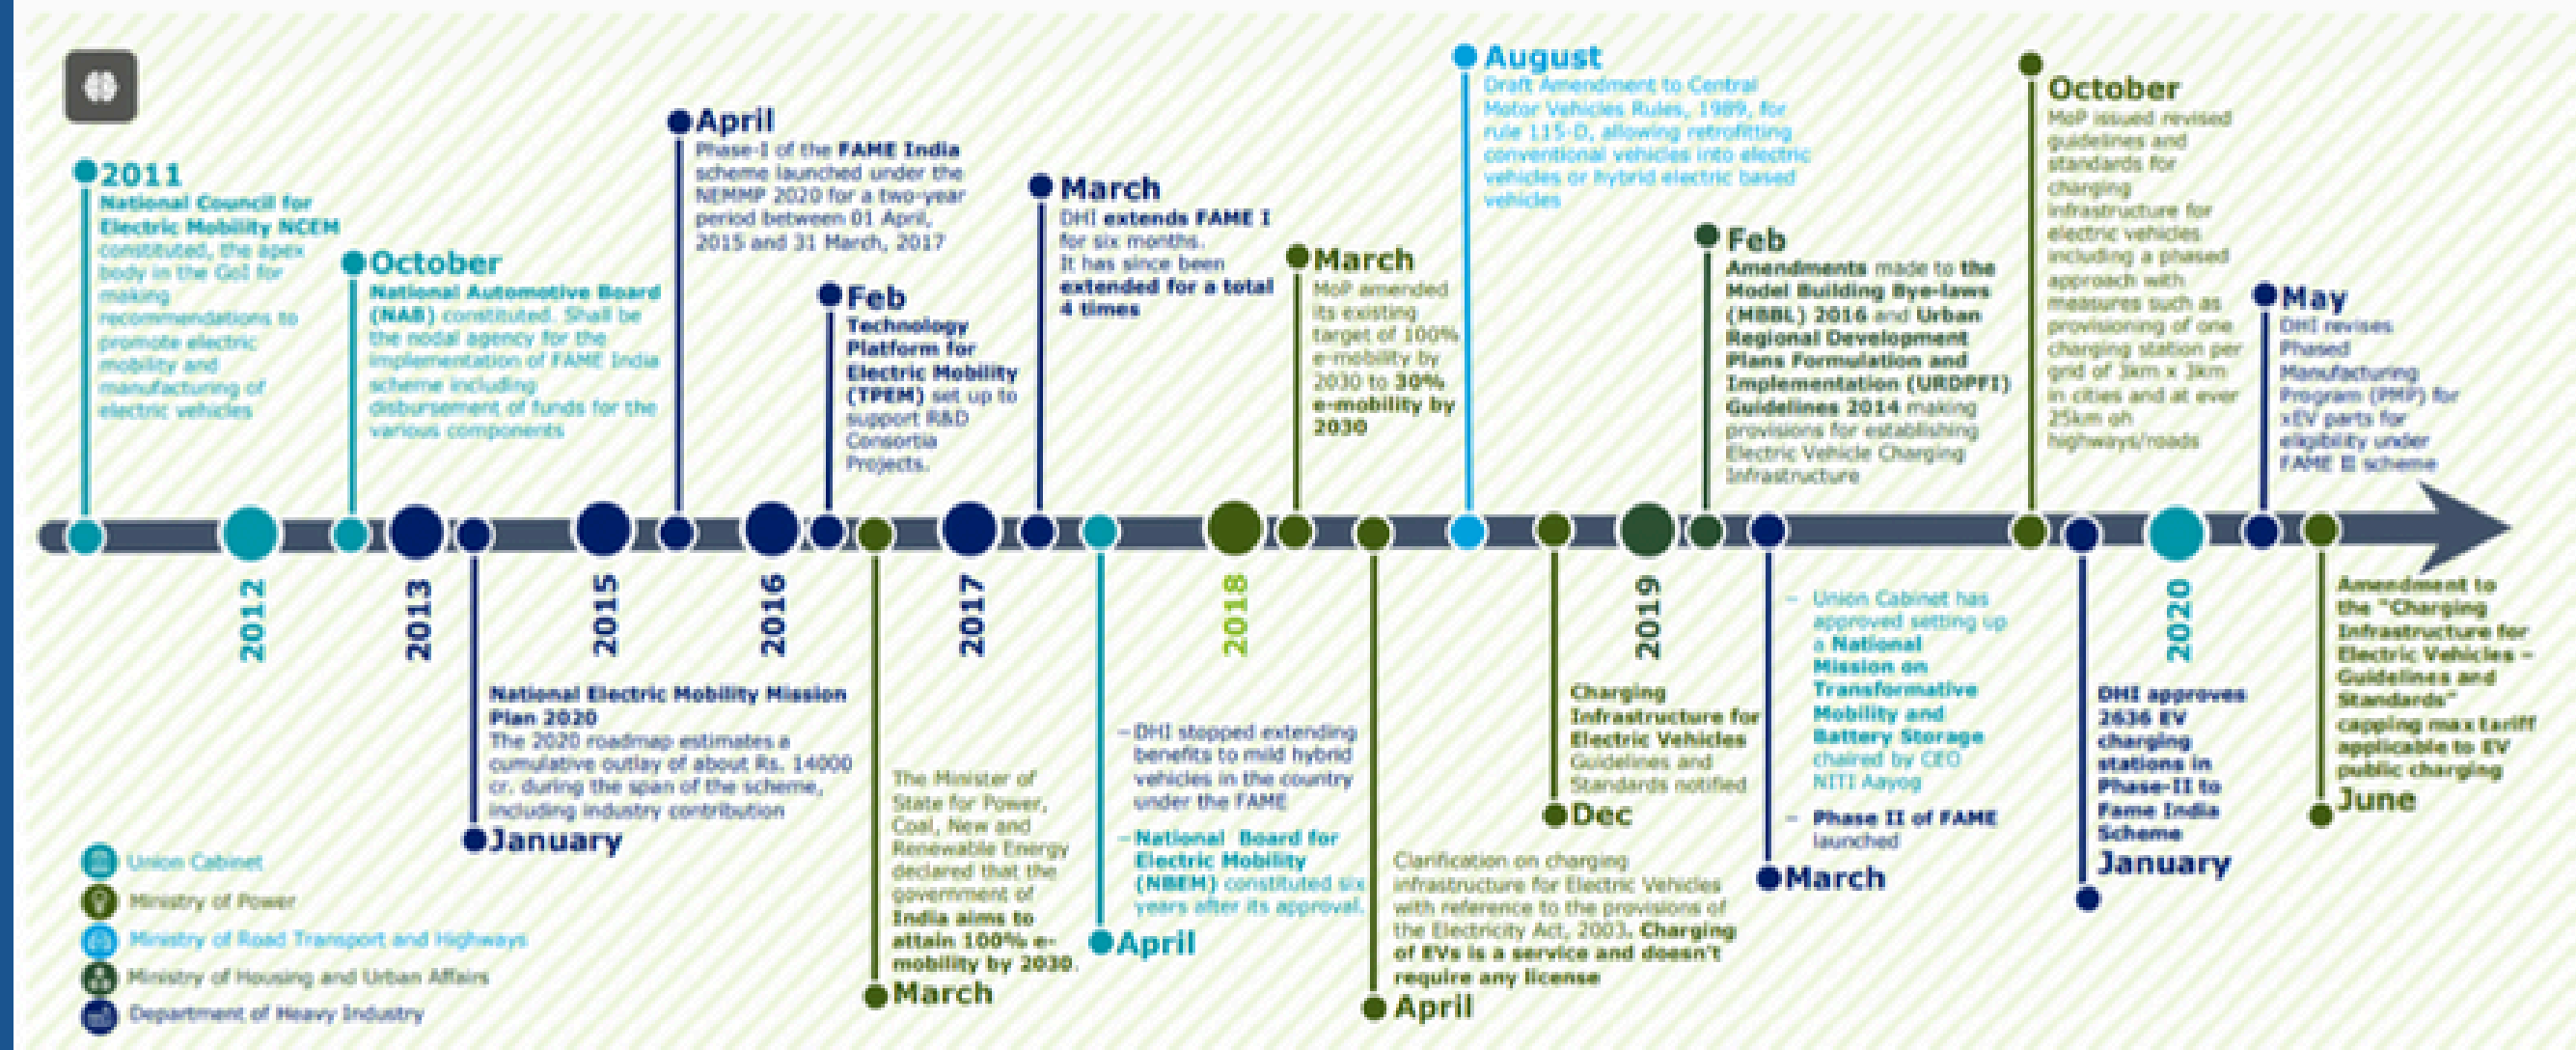 2011
National Council for
Electric Mobility NCEM
constituted, the apex
body in the GoI for
making
recommendations to
promote electric
mobility and
manufacturing of
electric vehicles
October
National Automotive Board
(NAB) constituted. Shall be
the nodal agency for the
implementation of FAME India
scheme including
disbursement of funds for the
various components
April
Phase-I of the FAME India
scheme launched under the
NEMMP 2020 for a two-year
period between 01 April,
2015 and 31 March, 2017
Feb
Technology
Platform for
Electric Mobility
(TPEM) set up to
support R&D
Consortia
Projects.
March
DHI extends FAME I
for six months.
It has since been
extended for a total
4 times
March
MoP amended
its existing
target of 100%
e-mobility by
2030 to 30%
e-mobility by
2030
August
Draft Amendment to Central
Motor Vehicles Rules, 1989, for
rule 115-D, allowing retrofitting
conventional vehicles into electric
vehicles or hybrid electric based
vehicles
Feb
Amendments made to the
Model Building Bye-laws
(MBBL) 2016 and Urban
Regional Development
Plans Formulation and
Implementation (URDPFI)
Guidelines 2014 making
provisions for establishing
Electric Vehicle Charging
Infrastructure
October
MoP issued revised
guidelines and
standards for
charging
infrastructure for
electric vehicles
including a phased
approach with
measures such as
provisioning of one
charging station per
grid of 3km x 3km
in cities and at ever
25km oh
highways/roads
May
DHI revises
Phased
Manufacturing
Program (PMP) for
xEV parts for
eligibility under
FAME II scheme
2012
2013
2015
2016
2017
2018
2019
2020
National Electric Mobility Mission
Plan 2020
The 2020 roadmap estimates a
cumulative outlay of about Rs. 14000
cr. during the span of the scheme,
including industry contribution
January
The Minister of
State for Power,
Coal, New and
Renewable Energy
declared that the
government of
India aims to
attain 100% e-
mobility by 2030.
March
– DHI stopped extending
benefits to mild hybrid
vehicles in the country
under the FAME
– National Board for
Electric Mobility
(NBEM) constituted six
years after its approval.
April
Clarification on charging
infrastructure for Electric Vehicles
with reference to the provisions of
the Electricity Act, 2003. Charging
of EVs is a service and doesn't
require any license
April
Charging
Infrastructure for
Electric Vehicles
Guidelines and
Standards notified
Dec
– Union Cabinet has
approved setting up
a National
Mission on
Transformative
Mobility and
Battery Storage
chaired by CEO
NITI Aayog
– Phase II of FAME
launched
March
DHI approves
2636 EV
charging
stations in
Phase-II to
Fame India
Scheme
January
Amendment to
the "Charging
Infrastructure for
Electric Vehicles –
Guidelines and
Standards"
capping max tariff
applicable to EV
public charging
June
Union Cabinet
Ministry of Power
Ministry of Road Transport and Highways
Ministry of Housing and Urban Affairs
Department of Heavy Industry